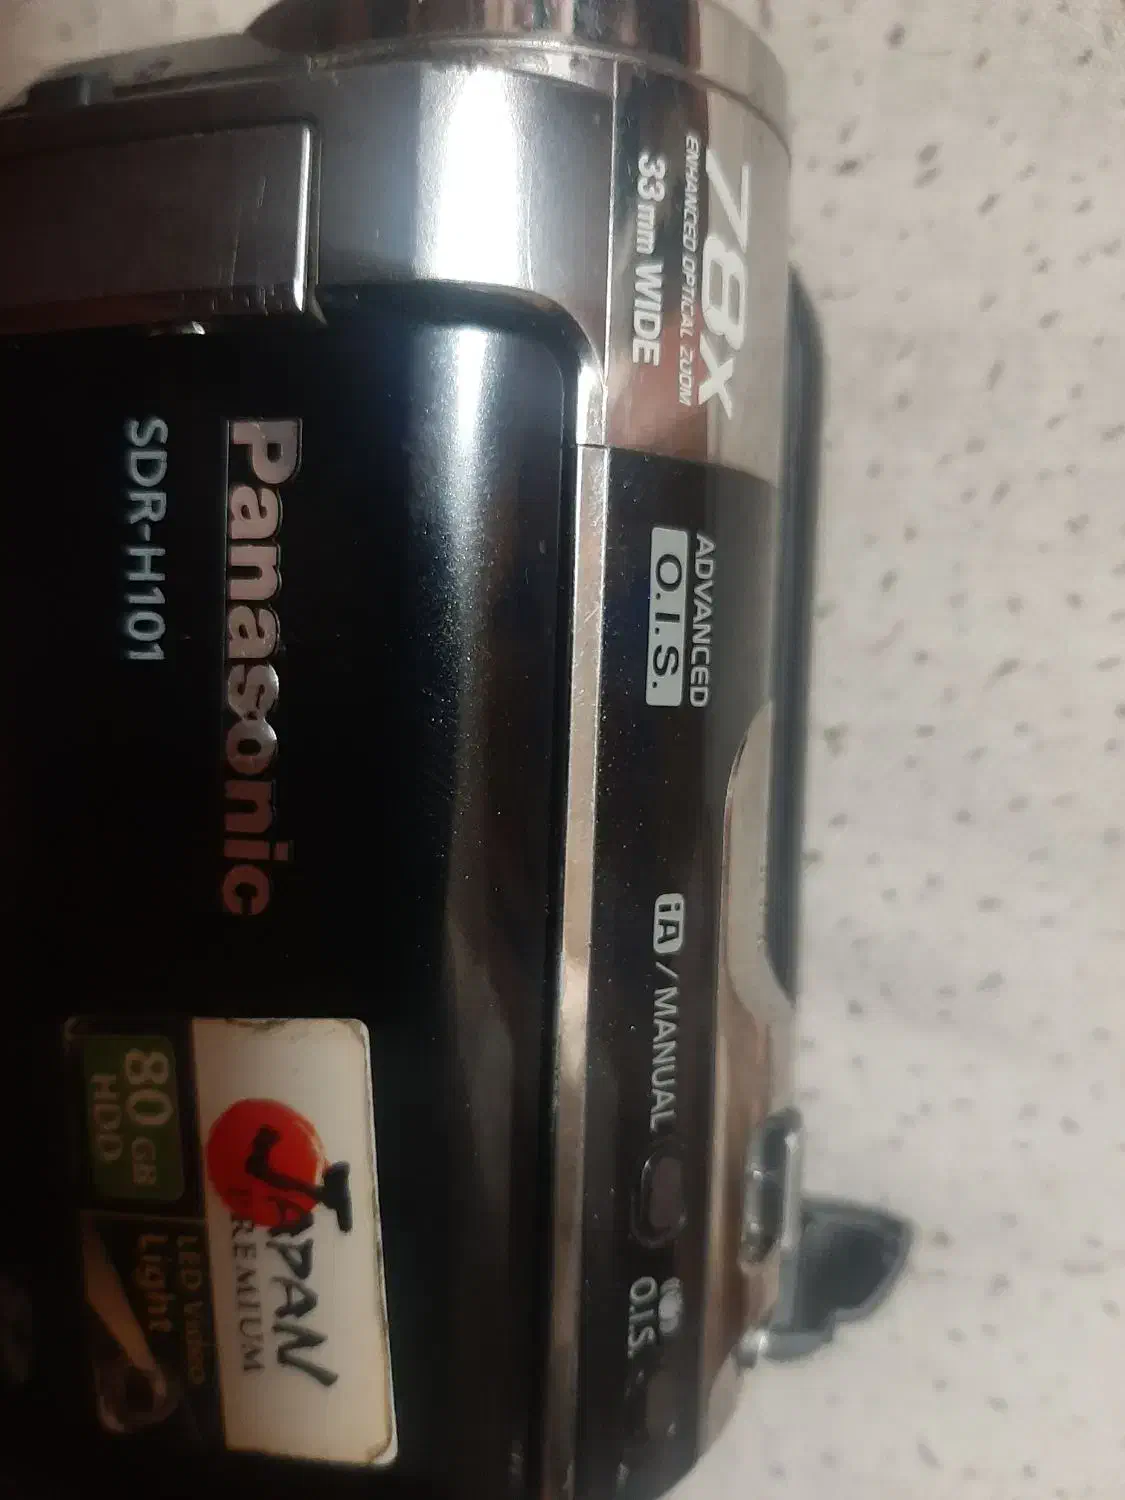 78x
ENHANCED OPTICAL ZOOM
33mm WIDE
ADVANCED
O.I.S.
iA/MANUAL
O.I.S.
Panasonic
SDR-H101
JAPAN
PREMIUM
80 GB
HDD
LED Video
Light